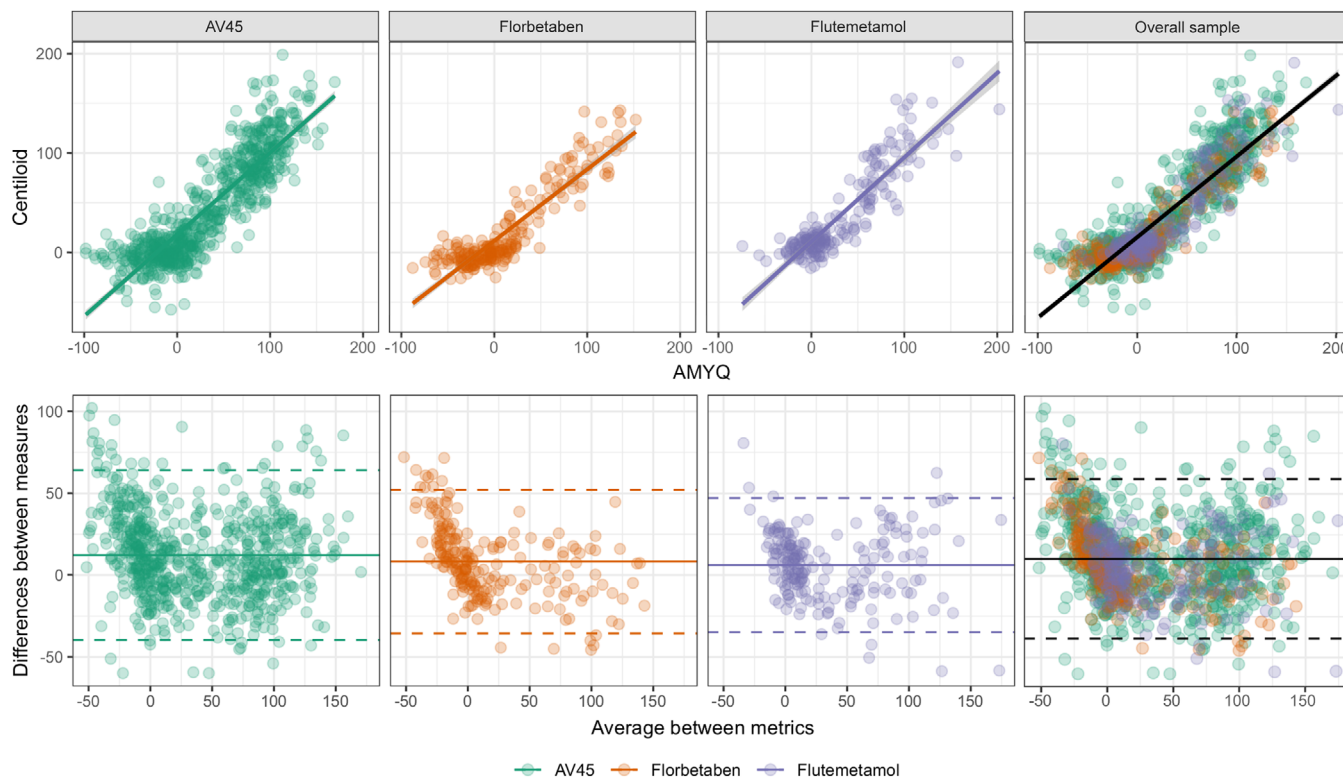 AV45 Florbetaben Flutemetamol Overall sample
200
100
0
Centiloid
-100 0 100 200 -100 0 100 200 -100 0 100 200 -100 0 100 200
AMYQ
100
50
0
-50
Differences between measures
-50 0 50 100 150 -50 0 50 100 150 -50 0 50 100 150 -50 0 50 100 150
Average between metrics
AV45 Florbetaben Flutemetamol